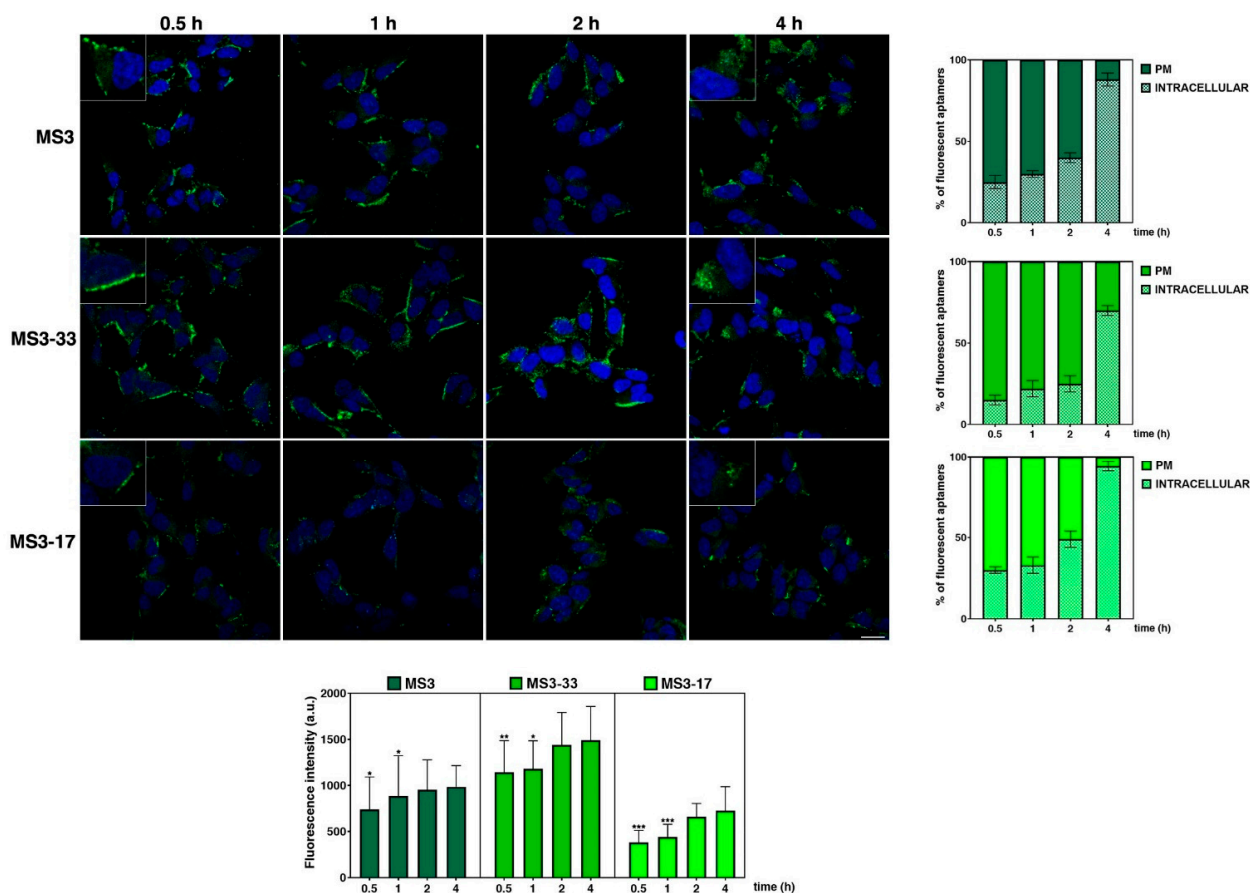 0.5 h 1 h 2 h 4 h
MS3
MS3-33
MS3-17
% of fluorescent aptamers
100
50
0
0.5 1 2 4 time (h)
PM
INTRACELLULAR
% of fluorescent aptamers
100
50
0
0.5 1 2 4 time (h)
PM
INTRACELLULAR
% of fluorescent aptamers
100
50
0
0.5 1 2 4 time (h)
PM
INTRACELLULAR
MS3 MS3-33 MS3-17
Fluorescence intensity (a.u.)
2000
1500
1000
500
0
* * ** * *** ***
0.5 1 2 4 0.5 1 2 4 0.5 1 2 4 time (h)